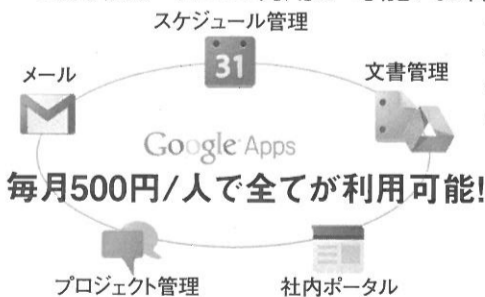 スケジュール管理
31
メール
文書管理
Google Apps
毎月500円/人で全てが利用可能!
プロジェクト管理
社内ポータル